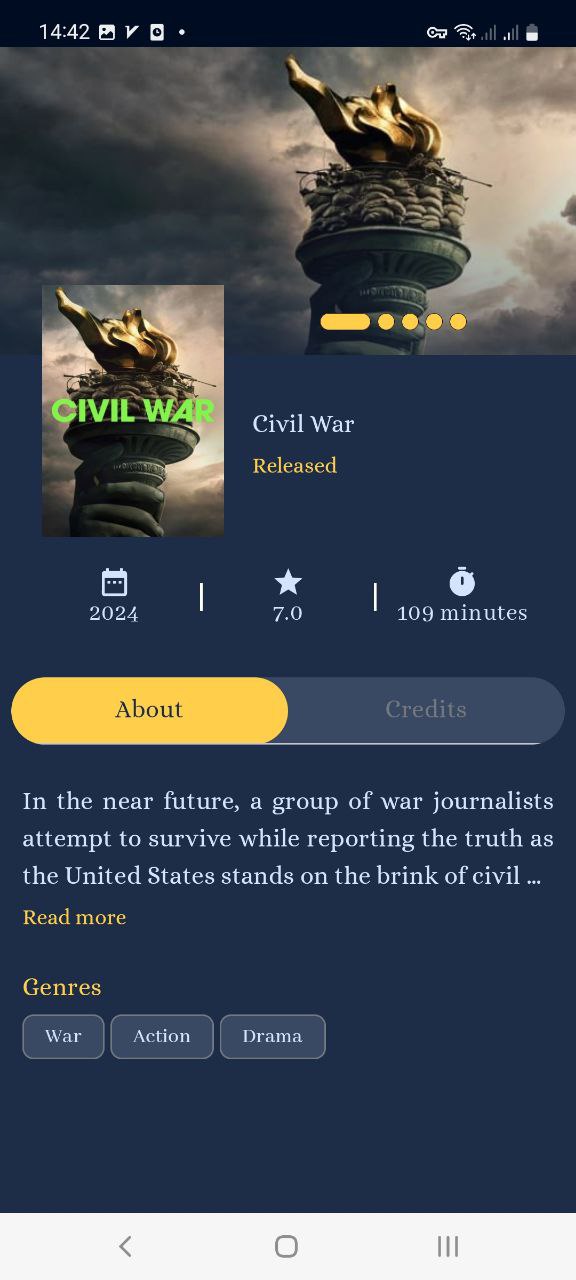 14:42
CIVIL WAR
Civil War
Released
2024
7.0
109 minutes
About
Credits
In the near future, a group of war journalists
attempt to survive while reporting the truth as
the United States stands on the brink of civil ...
Read more
Genres
War
Action
Drama